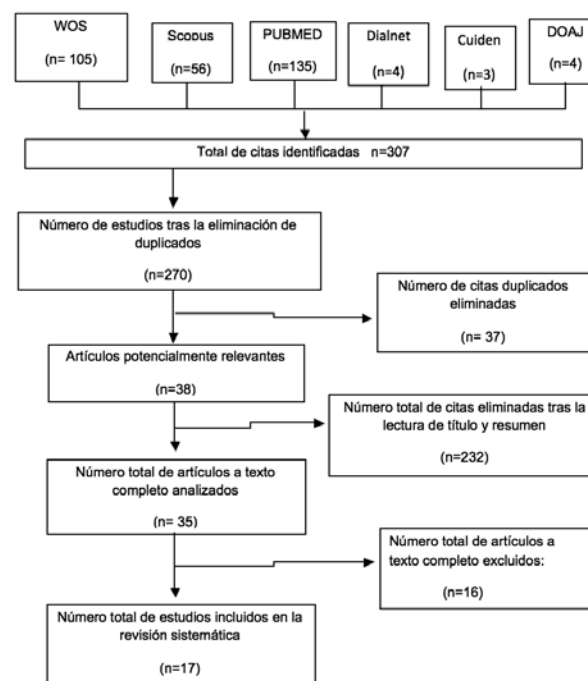 WOS
(n= 105)
Scopus
(n=56)
PUBMED
(n=135)
Dialnet
(n=4)
Cuiden
(n=3)
DOAJ
(n=4)
Total de citas identificadas n=307
Número de estudios tras la eliminación de
duplicados
(n=270)
Número de citas duplicados
eliminadas
(n= 37)
Artículos potencialmente relevantes
(n=38)
Número total de citas eliminadas tras la
lectura de título y resumen
(n=232)
Número total de artículos a texto
completo analizados
(n= 35)
Número total de artículos a
texto completo excluidos:
(n=16)
Número total de estudios incluidos en la
revisión sistemática
(n=17)